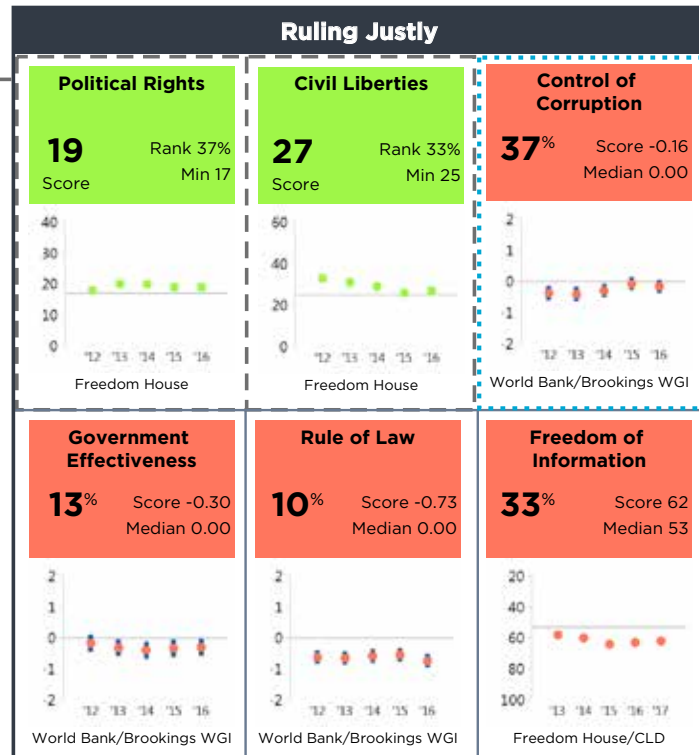 Ruling Justly
Political Rights
19
Score
Rank 37%
Min 17
40
30
20
10
0
'12 '13 '14 '15 '16
Freedom House
Civil Liberties
27
Score
Rank 33%
Min 25
60
40
20
0
'12 '13 '14 '15 '16
Freedom House
Control of
Corruption
37%
Score -0.16
Median 0.00
2
1
0
-1
-2
'12 '13 '14 '15 '16
World Bank/Brookings WGI
Government
Effectiveness
13%
Score -0.30
Median 0.00
2
1
0
-1
-2
'12 '13 '14 '15 '16
World Bank/Brookings WGI
Rule of Law
10%
Score -0.73
Median 0.00
2
1
0
-1
-2
'12 '13 '14 '15 '16
World Bank/Brookings WGI
Freedom of
Information
33%
Score 62
Median 53
20
40
60
80
100
'13 '14 '15 '16 '17
Freedom House/CLD